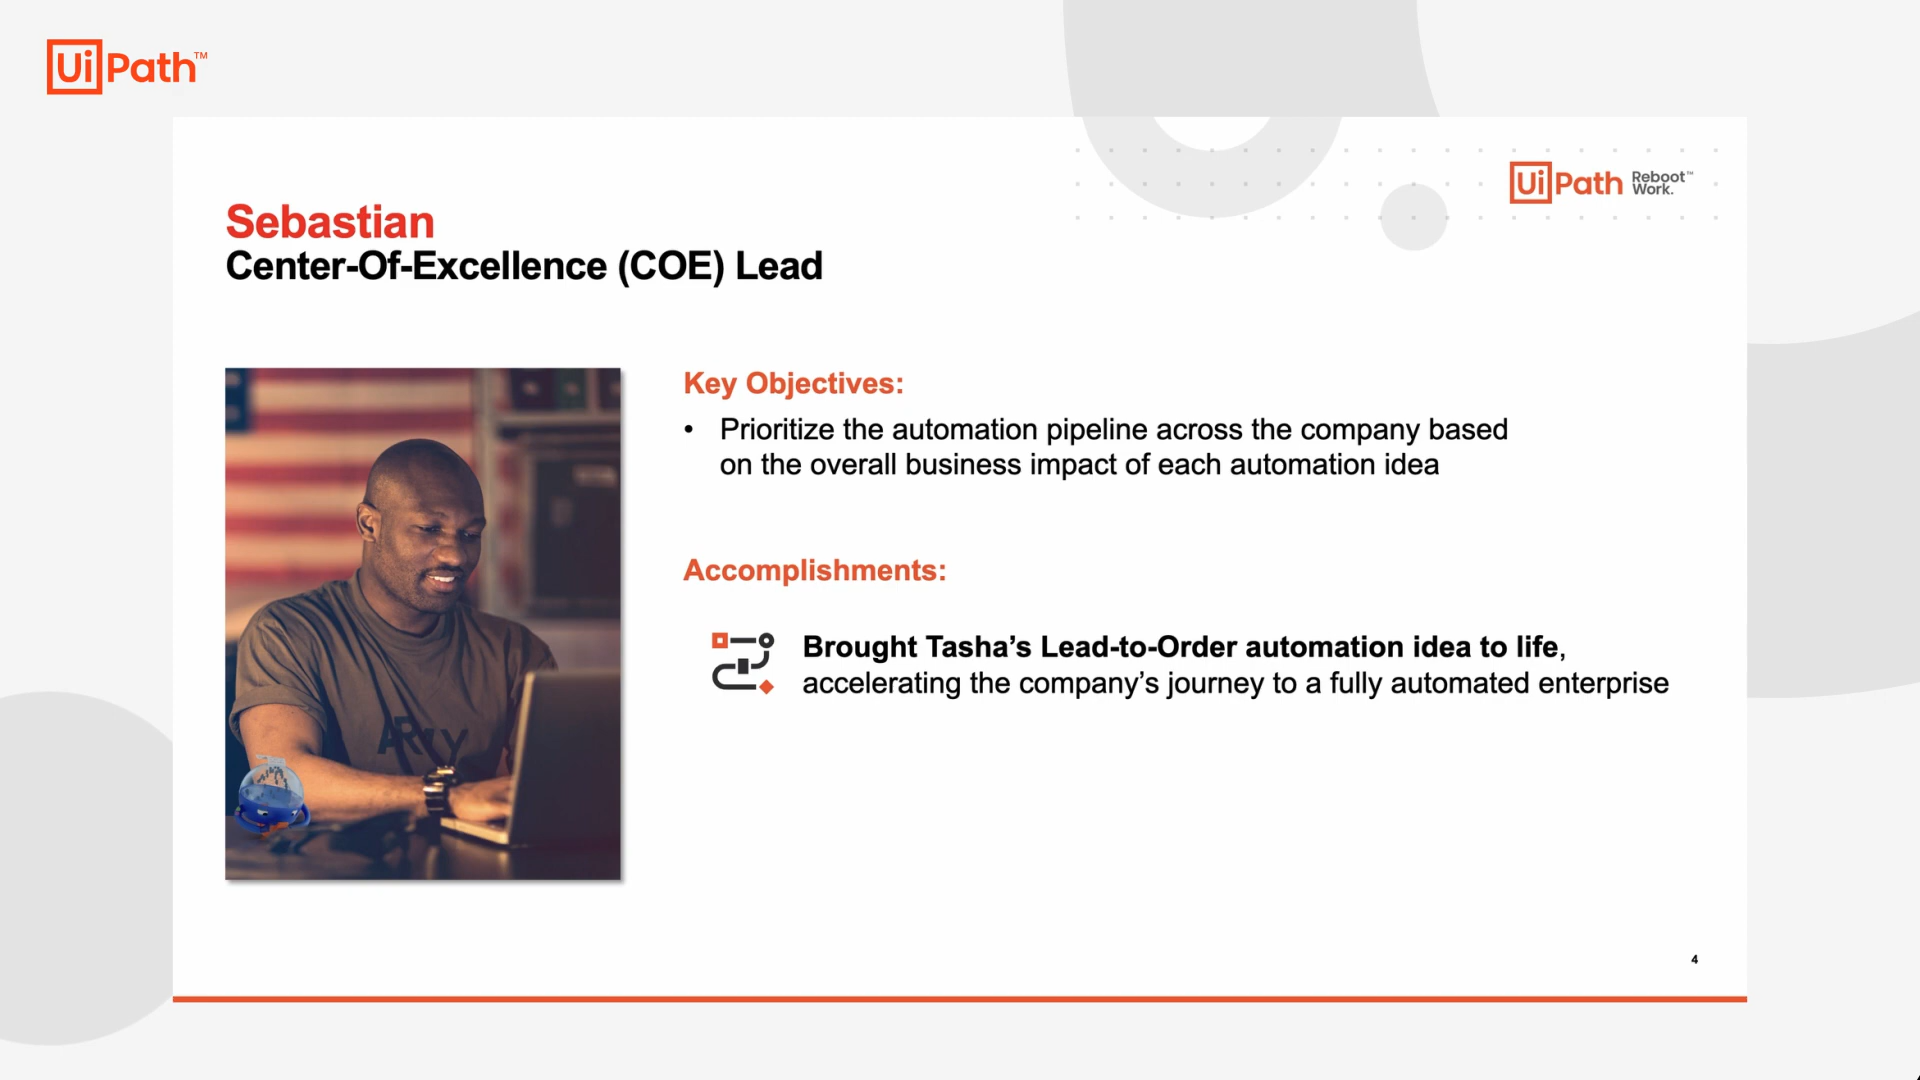 UiPath™
UiPath Reboot™
Work.
Sebastian
Center-Of-Excellence (COE) Lead
Key Objectives:
• Prioritize the automation pipeline across the company based
on the overall business impact of each automation idea
Accomplishments:
Brought Tasha’s Lead-to-Order automation idea to life,
accelerating the company’s journey to a fully automated enterprise
ARMY
4